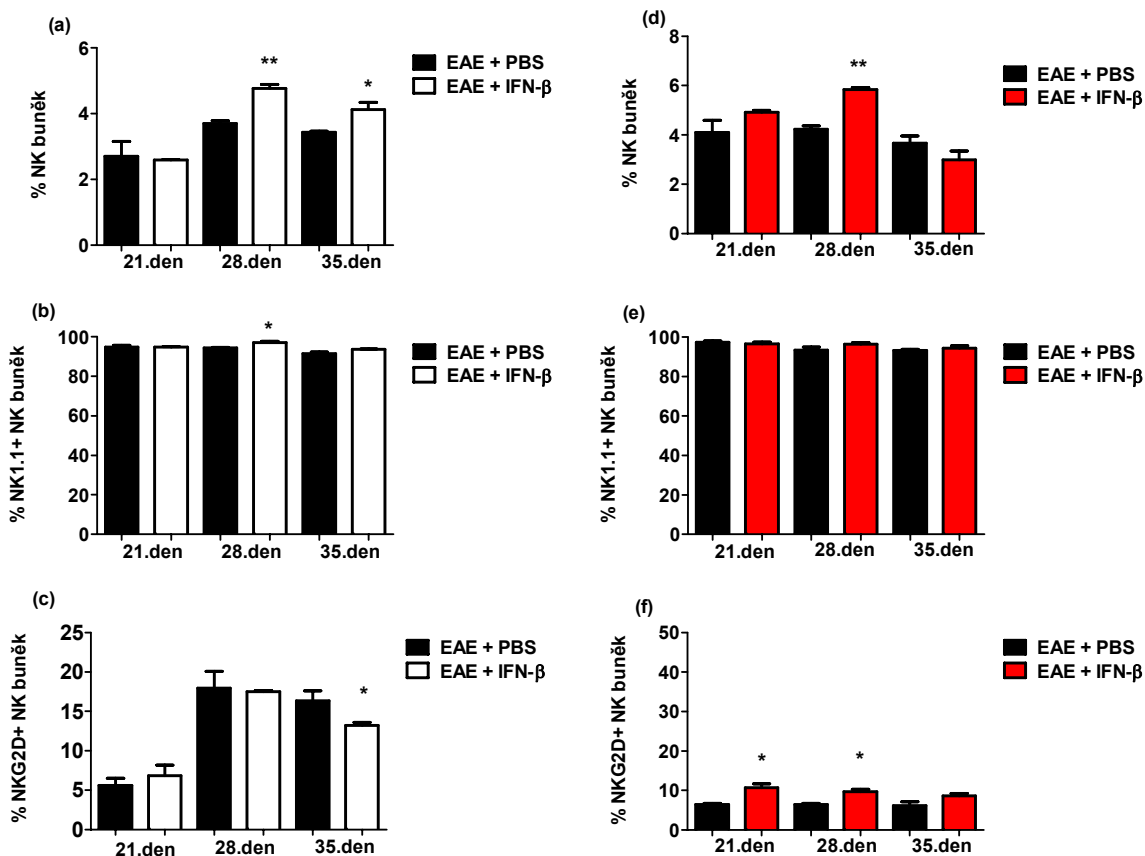 (a)
% NK buněk
6
4
2
0
** 
*
21.den 28.den 35.den
EAE + PBS
EAE + IFN-β
(d)
% NK buněk
8
6
4
2
0
**
21.den 28.den 35.den
EAE + PBS
EAE + IFN-β
(b)
% NK1.1+ NK buněk
100
80
60
40
20
0
*
21.den 28.den 35.den
EAE + PBS
EAE + IFN-β
(e)
% NK1.1+ NK buněk
100
80
60
40
20
0
21.den 28.den 35.den
EAE + PBS
EAE + IFN-β
(c)
% NKG2D+ NK buněk
25
20
15
10
5
0
*
21.den 28.den 35.den
EAE + PBS
EAE + IFN-β
(f)
% NKG2D+ NK buněk
50
40
30
20
10
0
* *
21.den 28.den 35.den
EAE + PBS
EAE + IFN-β